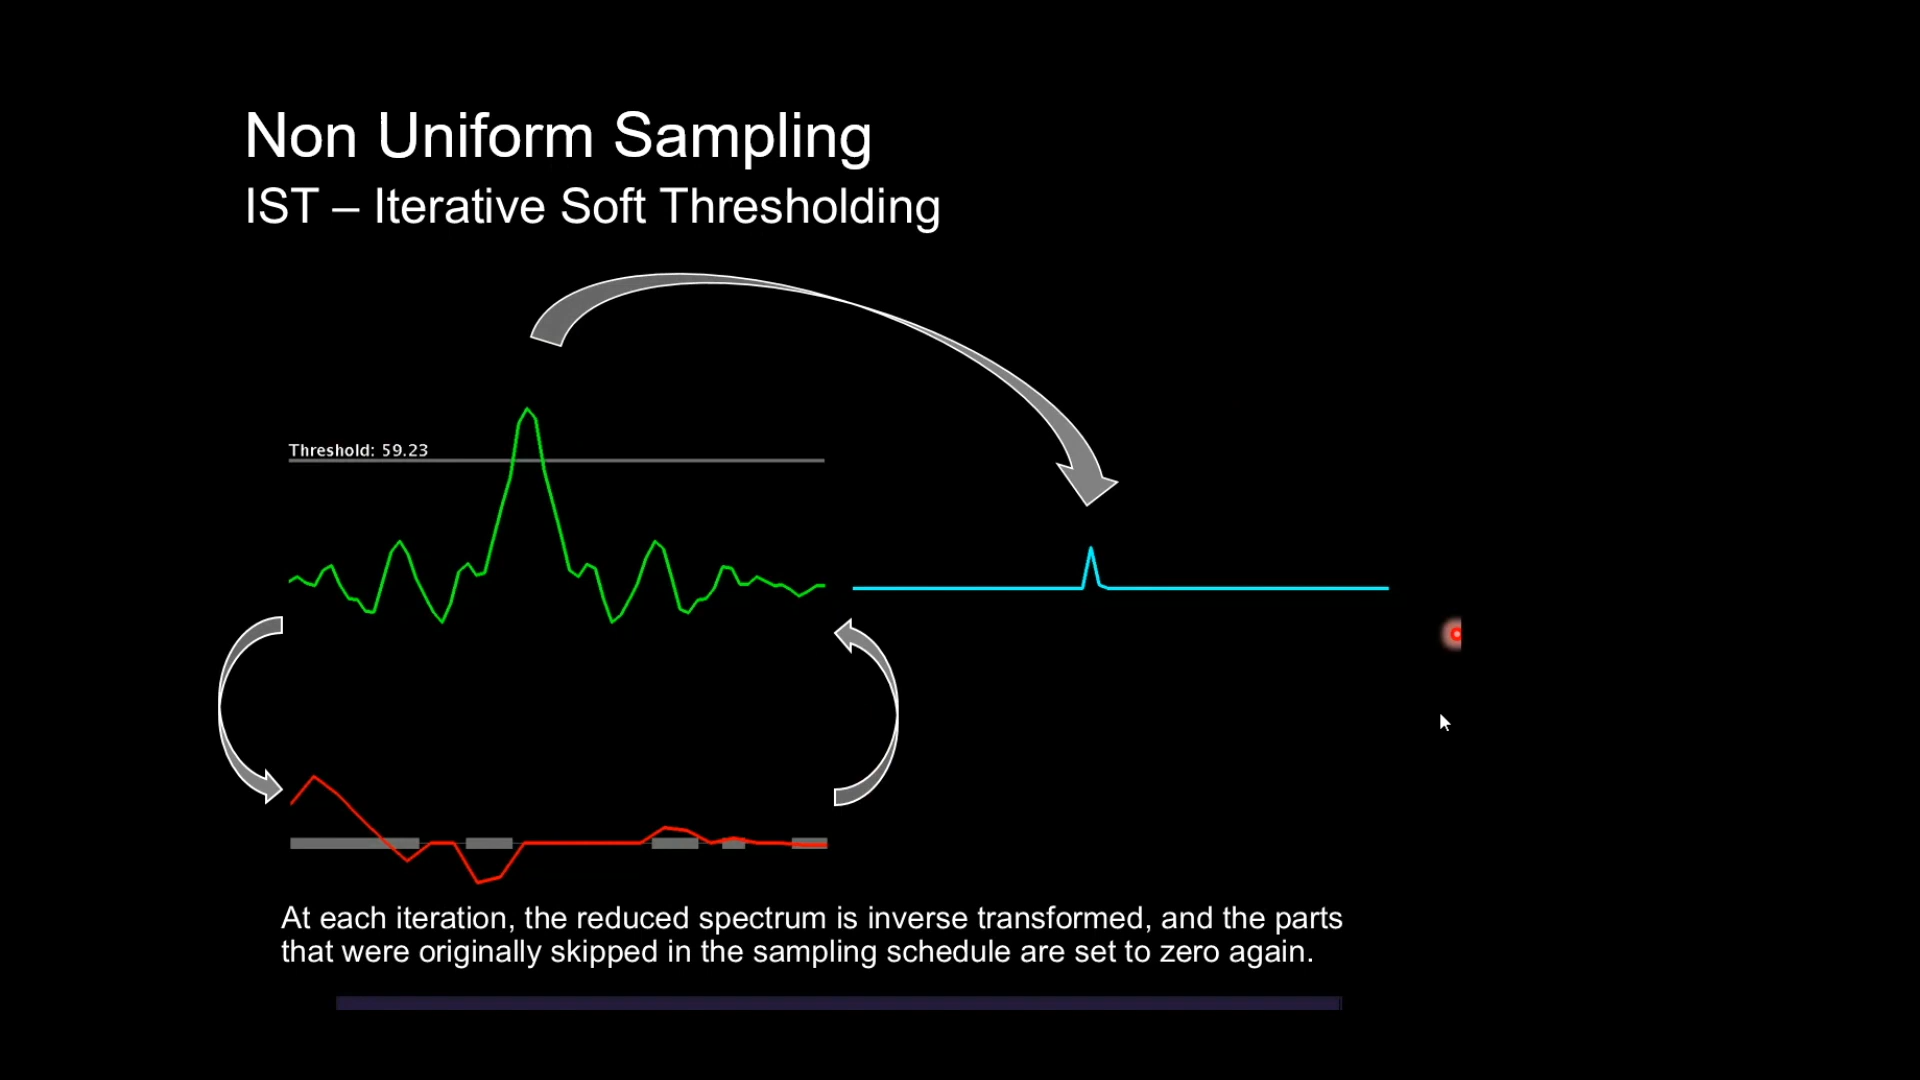 Non Uniform Sampling
IST – Iterative Soft Thresholding
Threshold: 59.23
At each iteration, the reduced spectrum is inverse transformed, and the parts
that were originally skipped in the sampling schedule are set to zero again.